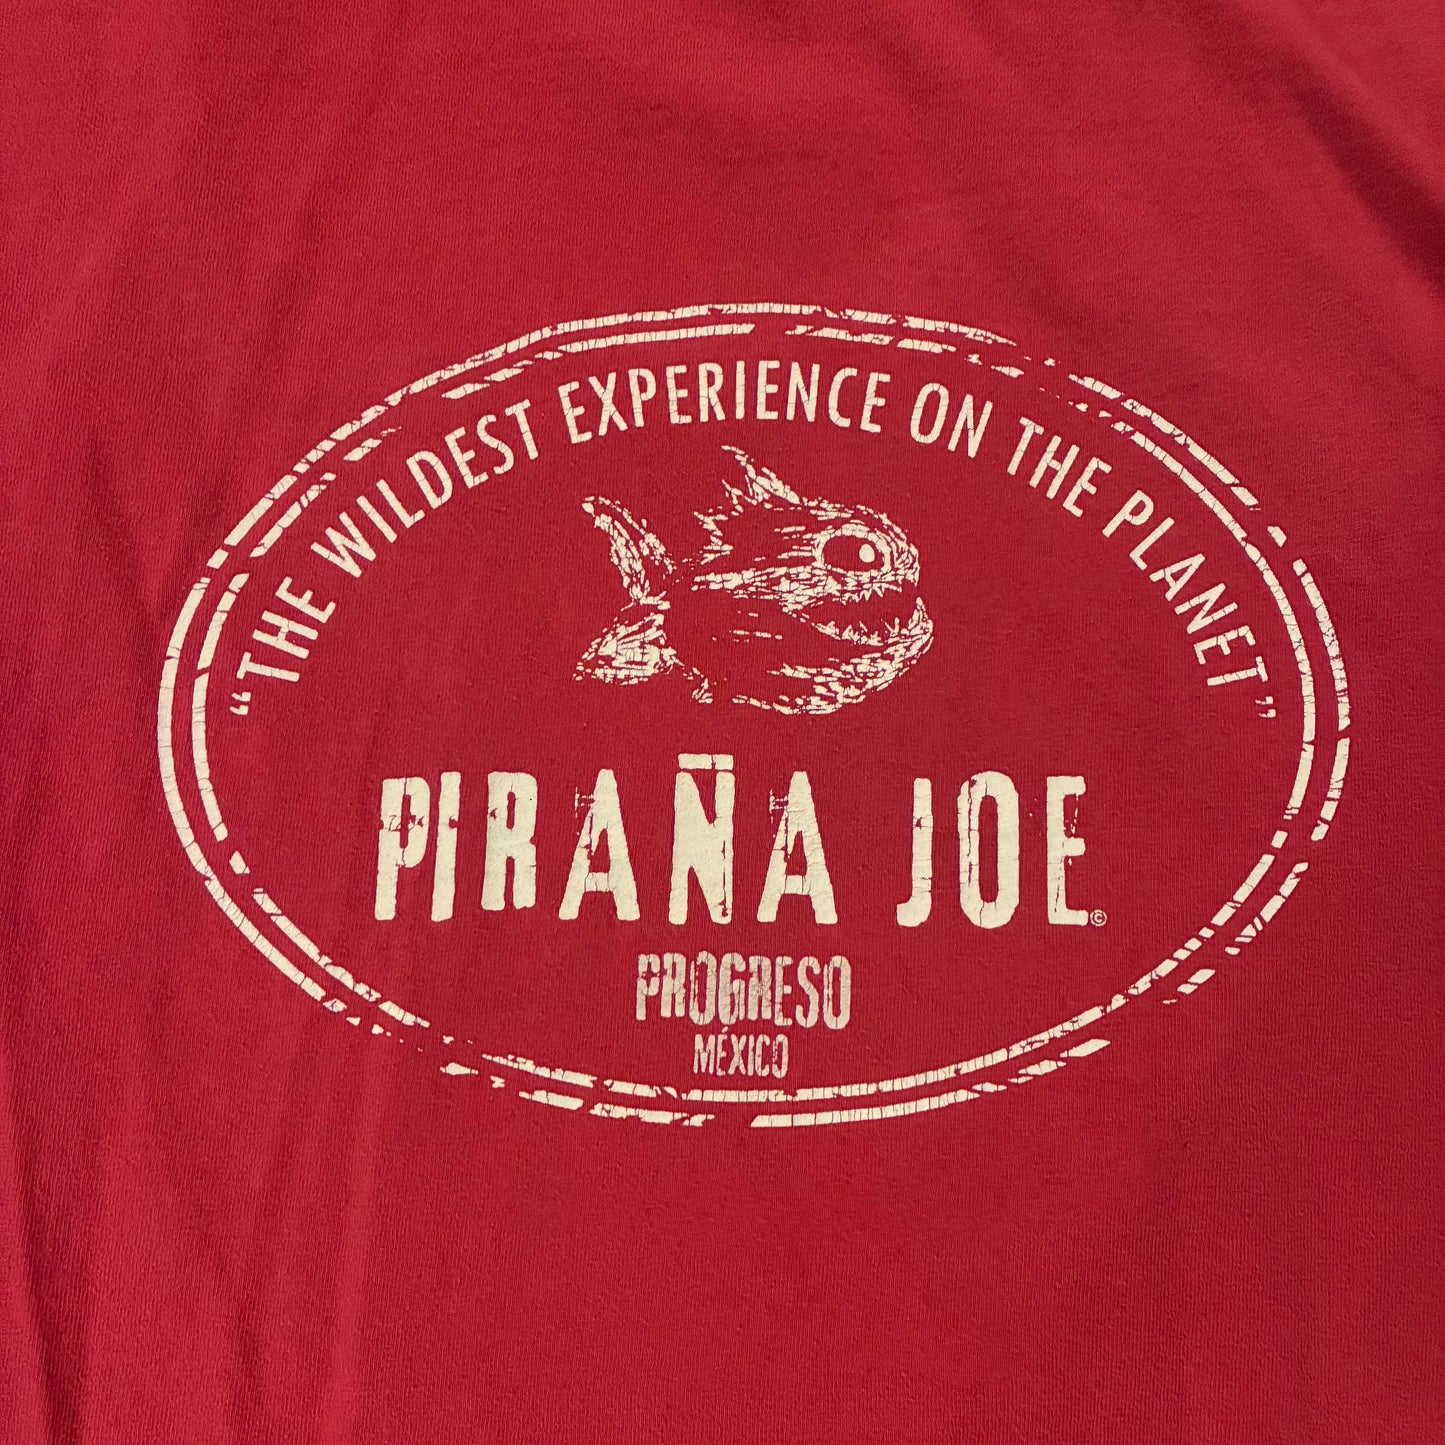 “THE WILDEST EXPERIENCE ON THE PLANET”
PIRAÑA JOE©
PROGRESO
MÉXICO